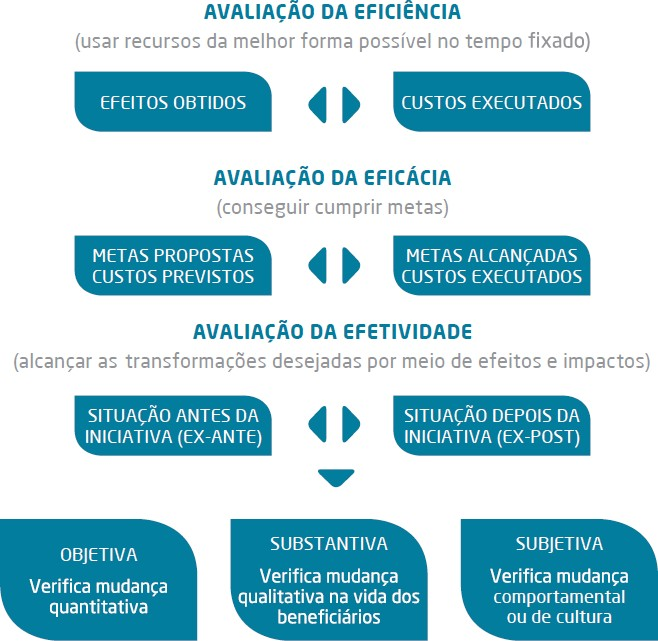 AVALIAÇÃO DA EFICIÊNCIA
(usar recursos da melhor forma possível no tempo fixado)
EFEITOS OBTIDOS
CUSTOS EXECUTADOS
AVALIAÇÃO DA EFICÁCIA
(conseguir cumprir metas)
METAS PROPOSTAS
CUSTOS PREVISTOS
METAS ALCANÇADAS
CUSTOS EXECUTADOS
AVALIAÇÃO DA EFETIVIDADE
(alcançar as transformações desejadas por meio de efeitos e impactos)
SITUAÇÃO ANTES DA
INICIATIVA (EX-ANTE)
SITUAÇÃO DEPOIS DA
INICIATIVA (EX-POST)
OBJETIVA
Verifica mudança
quantitativa
SUBSTANTIVA
Verifica mudança
qualitativa na vida dos
beneficiários
SUBJETIVA
Verifica mudança
comportamental
ou de cultura